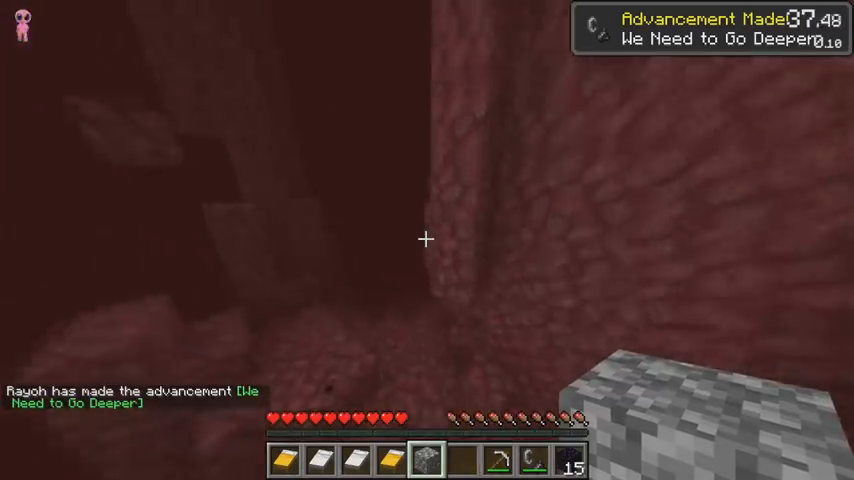 Advancement Made
37.48
We Need to Go Deeper
0.10
Rayoh has made the advancement [We
Need to Go Deeper]
15